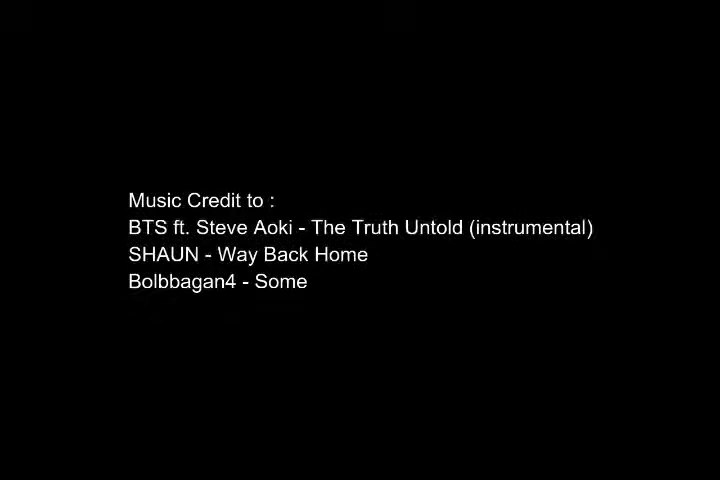 Music Credit to :
BTS ft. Steve Aoki - The Truth Untold (instrumental)
SHAUN - Way Back Home
Bolbbagan4 - Some